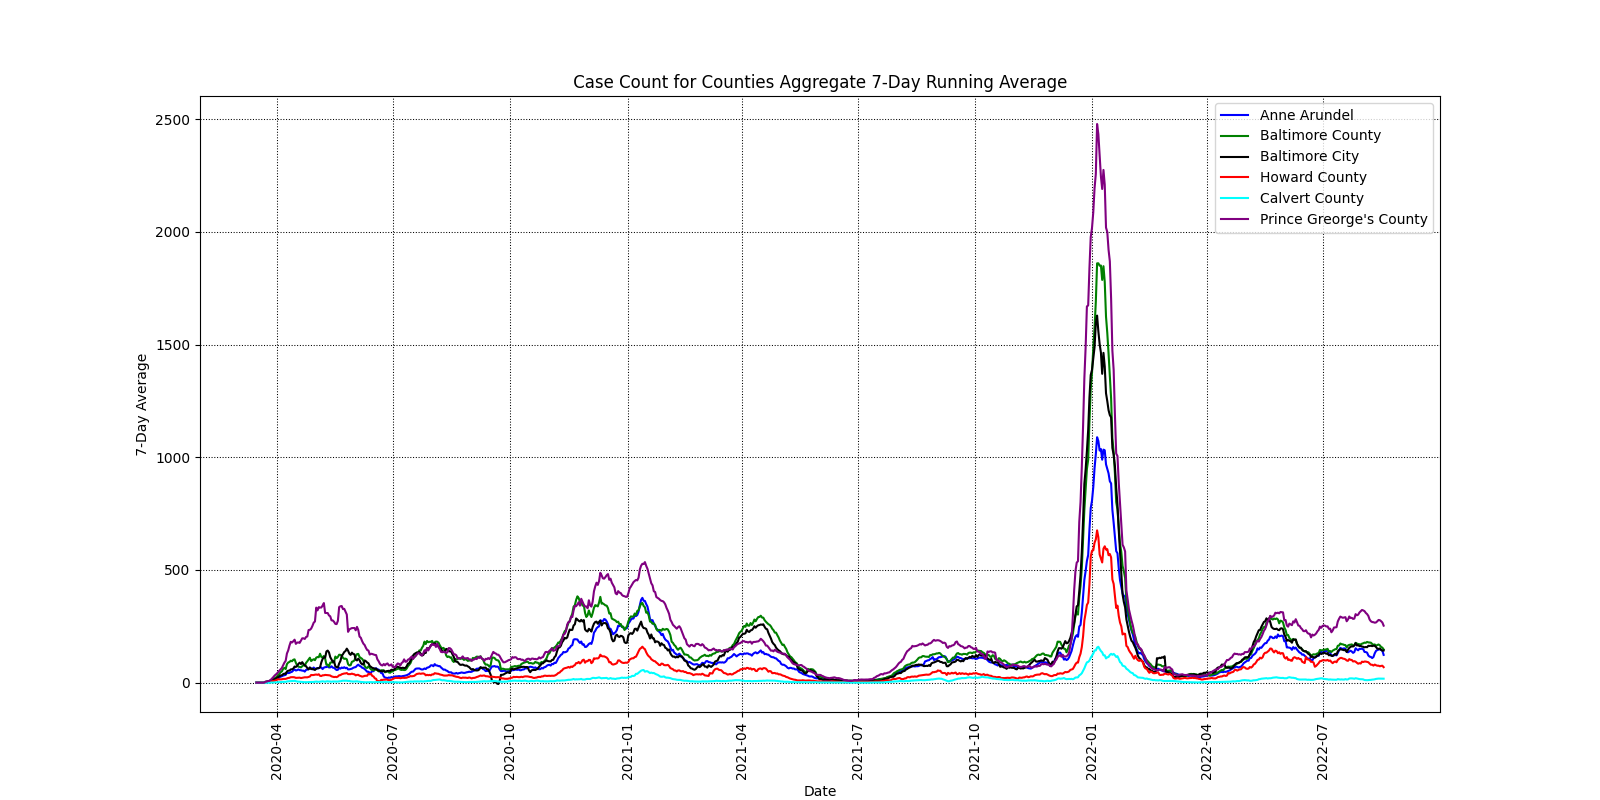 Case Count for Counties Aggregate 7-Day Running Average
2500
2000
1500
1000
500
0
7-Day Average
Anne Arundel
Baltimore County
Baltimore City
Howard County
Calvert County
Prince Greorge's County
2020-04
2020-07
2020-10
2021-01
2021-04
2021-07
2021-10
2022-01
2022-04
2022-07
Date